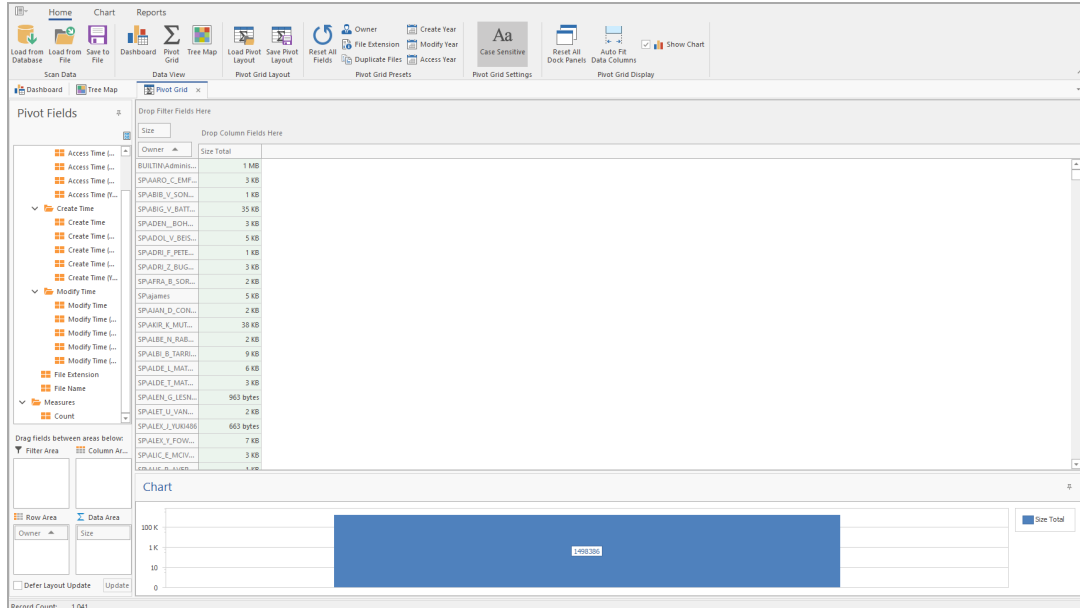 Home Chart Reports
Load from Database
Load from File
Save to File
Dashboard
Pivot Grid
Tree Map
Load Pivot Layout
Save Pivot Layout
Reset All Fields
Owner
File Extension
Duplicate Files
Create Year
Modify Year
Access Year
Aa
Case Sensitive
Reset All Dock Panels
Auto Fit Data Columns
Show Chart
Scan Data
Data View
Pivot Grid Layout
Pivot Grid Presets
Pivot Grid Settings
Pivot Grid Display
Dashboard Tree Map Pivot Grid
Pivot Fields
Access Time (...
Access Time (...
Access Time (...
Access Time (Y...
Create Time
Create Time
Create Time (...
Create Time (...
Create Time (...
Create Time (Y...
Modify Time
Modify Time
Modify Time (...
Modify Time (...
Modify Time (...
Modify Time (...
File Extension
File Name
Measures
Count
Drag fields between areas below:
Filter Area Column Ar...
Row Area Data Area
Owner Size
Defer Layout Update Update
Drop Filter Fields Here
Size Drop Column Fields Here
Owner Size Total
BUILTIN\Adminis... 1 MB
SP\AARO_C_EMF... 3 KB
SP\ABIB_V_SON... 1 KB
SP\ABIG_V_BATT... 35 KB
SP\ADEN__BOH... 3 KB
SP\ADOL_V_BEIS... 5 KB
SP\ADRI_F_PETE... 1 KB
SP\ADRI_Z_BUG... 3 KB
SP\AFRA_B_SOR... 2 KB
SP\ajames 5 KB
SP\AJAN_D_CON... 2 KB
SP\AKIR_K_MUT... 38 KB
SP\ALBE_N_RAB... 2 KB
SP\ALBI_B_TARRI... 9 KB
SP\ALDE_L_MAT... 6 KB
SP\ALDE_T_MAT... 3 KB
SP\ALEN_G_LESN... 963 bytes
SP\ALET_U_VAN... 2 KB
SP\ALEX_J_YUKI486 663 bytes
SP\ALEX_Y_FOW... 7 KB
SP\ALIC_E_MCIV... 3 KB
Chart
100 K
1 K
10
0
1498386
Size Total
Record Count: 1,041